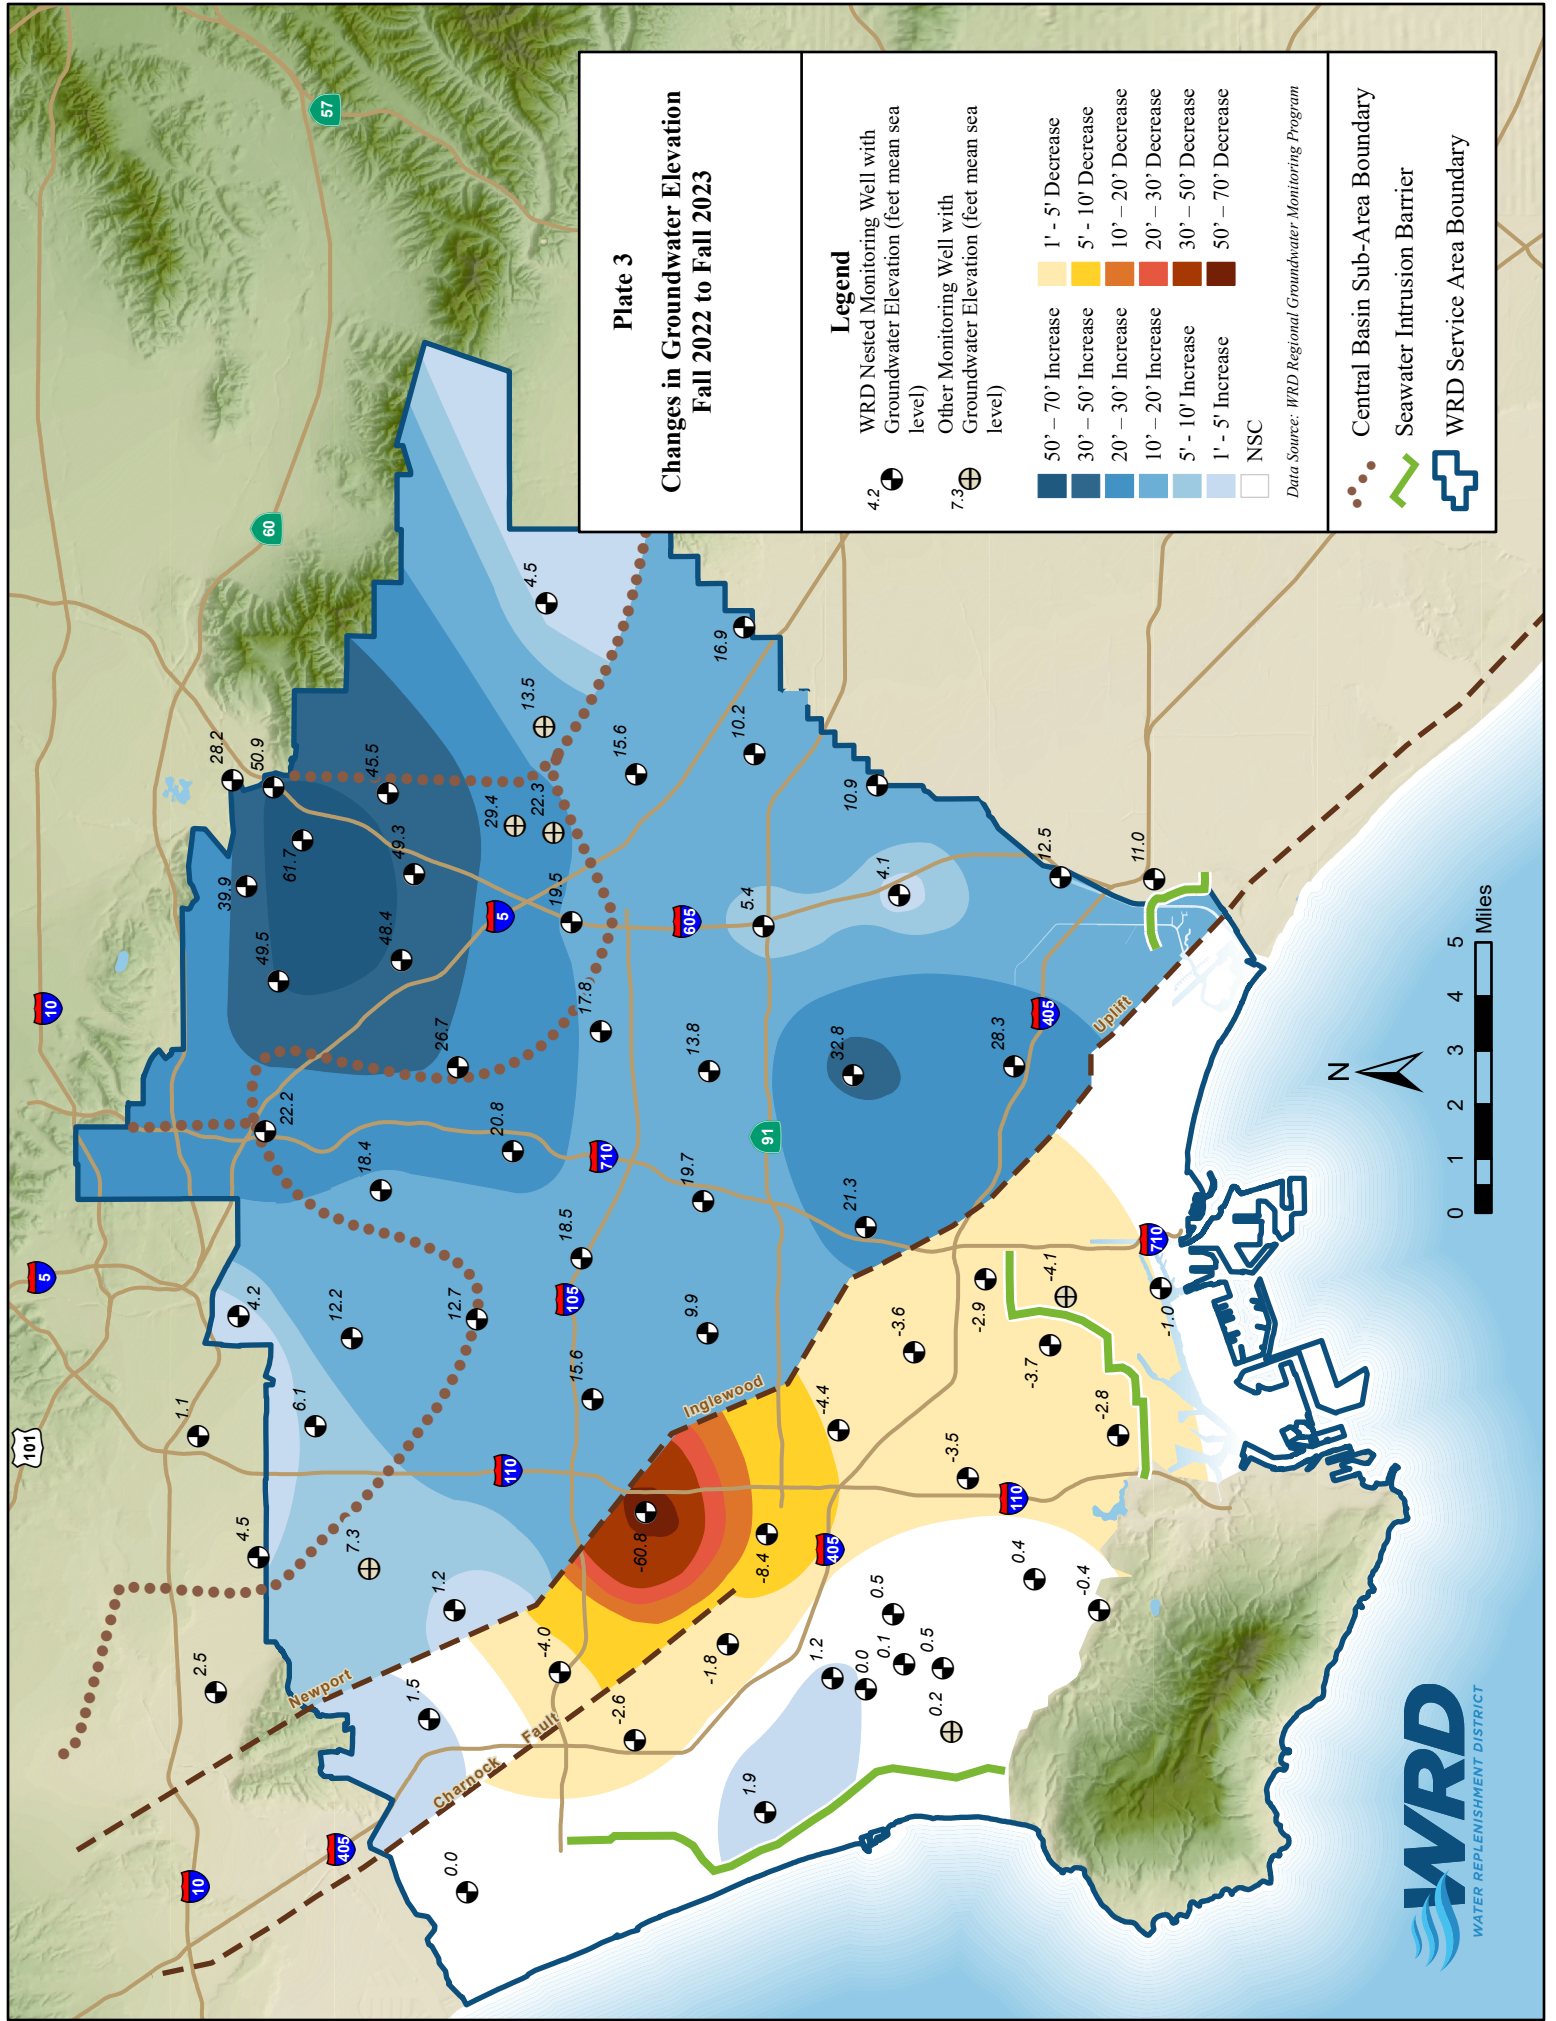 Plate 3
Changes in Groundwater Elevation
Fall 2022 to Fall 2023
Legend
4.2
WRD Nested Monitoring Well with
Groundwater Elevation (feet mean sea
level)
7.3
Other Monitoring Well with
Groundwater Elevation (feet mean sea
level)
50’ – 70’ Increase
30’ – 50’ Increase
20’ – 30’ Increase
10’ – 20’ Increase
5' - 10' Increase
1' - 5' Increase
NSC
1' - 5' Decrease
5' - 10' Decrease
10’ – 20’ Decrease
20’ – 30’ Decrease
30’ – 50’ Decrease
50’ – 70’ Decrease
Data Source: WRD Regional Groundwater Monitoring Program
Central Basin Sub-Area Boundary
Seawater Intrusion Barrier
WRD Service Area Boundary
10
405
101
5
10
60
57
2.5
1.1
4.5
4.2
6.1
12.2
7.3
1.2
1.5
0.0
12.7
18.4
22.2
20.8
26.7
49.5
39.9
61.7
48.4
49.3
45.5
50.9
28.2
29.4
22.3
13.5
4.5
19.5
17.8
18.5
15.6
110
105
710
5
605
15.6
16.9
10.2
10.9
5.4
4.1
13.8
19.7
9.9
91
32.8
21.3
28.3
405
12.5
11.0
Newport
Inglewood
Uplift
Charnock
Fault
-4.0
-2.6
-60.8
-8.4
-1.8
405
-4.4
-3.6
-3.5
-2.9
-4.1
-3.7
-2.8
-1.0
710
110
1.9
1.2
0.0
0.5
0.1
0.5
0.2
0.4
-0.4
N
0 1 2 3 4 5
Miles
WRD
WATER REPLENISHMENT DISTRICT